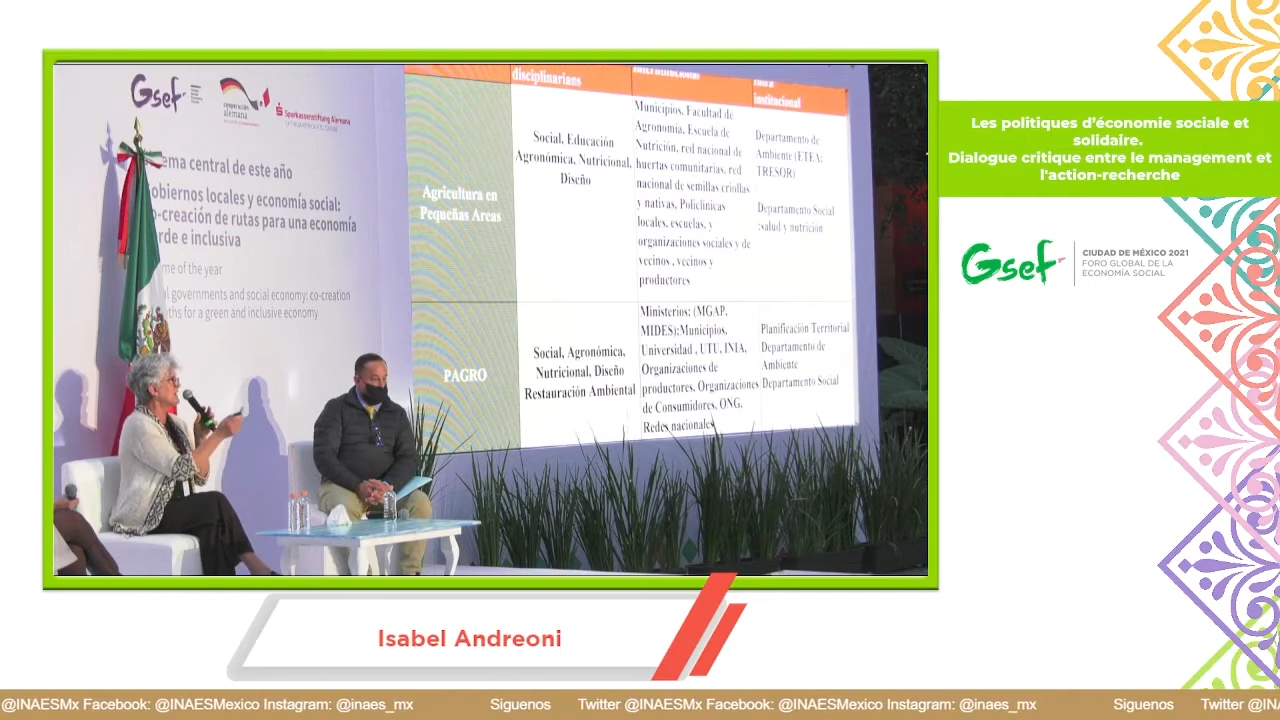 Les politiques d'économie sociale et
solidaire.
Dialogue critique entre le management et
l'action-recherche
Gsef
CIUDAD DE MÉXICO 2021
FORO GLOBAL DE LA
ECONOMÍA SOCIAL
Gsef
cooperación
alemana
Sparkassenstiftung Alemana
ema central de este año
obiernos locales y economía social:
o-creación de rutas para una economía
rde e inclusiva
me of the year
l governments and social economy: co-creation
ths for a green and inclusive economy
disciplinarians
institucional
Agricultura en
Pequeñas Areas
Social, Educación
Agronómica, Nutricional,
Diseño
Municipios, Facultad de
Agronomía, Escuela de
Nutrición, red nacional de
huertas comunitarias, red
nacional de semillas criollas
y nativas, Policlínicas
locales, escuelas, y
organizaciones sociales y de
vecinos , vecinos y
productores
Departamento de
Ambiente (ETEA;
TRESOR)
Departamento Social
:salud y nutrición
PAGRO
Social, Agronómica,
Nutricional, Diseño
Restauración Ambiental
Ministerios: (MGAP,
MIDES);Municipios,
Universidad , UTU, INIA,
Organizaciones de
productores, Organizaciones
de Consumidores, ONG,
Redes nacionales
Planificación Territorial
Departamento de
Ambiente
Departamento Social
Isabel Andreoni
@INAESMx Facebook: @INAESMexico Instagram: @inaes_mx Siguenos Twitter @INAESMx Facebook: @INAESMexico Instagram: @inaes_mx Siguenos Twitter @INA